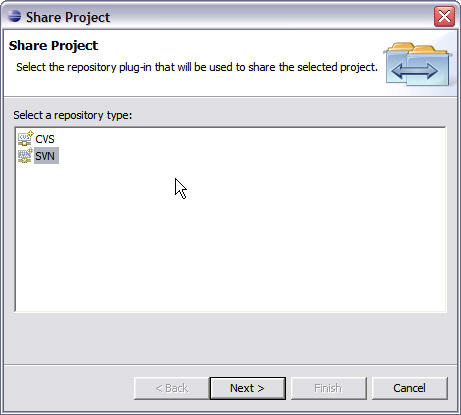 Share Project
Share Project
Select the repository plug-in that will be used to share the selected project.
Select a repository type:
CVS
SVN
< Back
Next >
Finish
Cancel